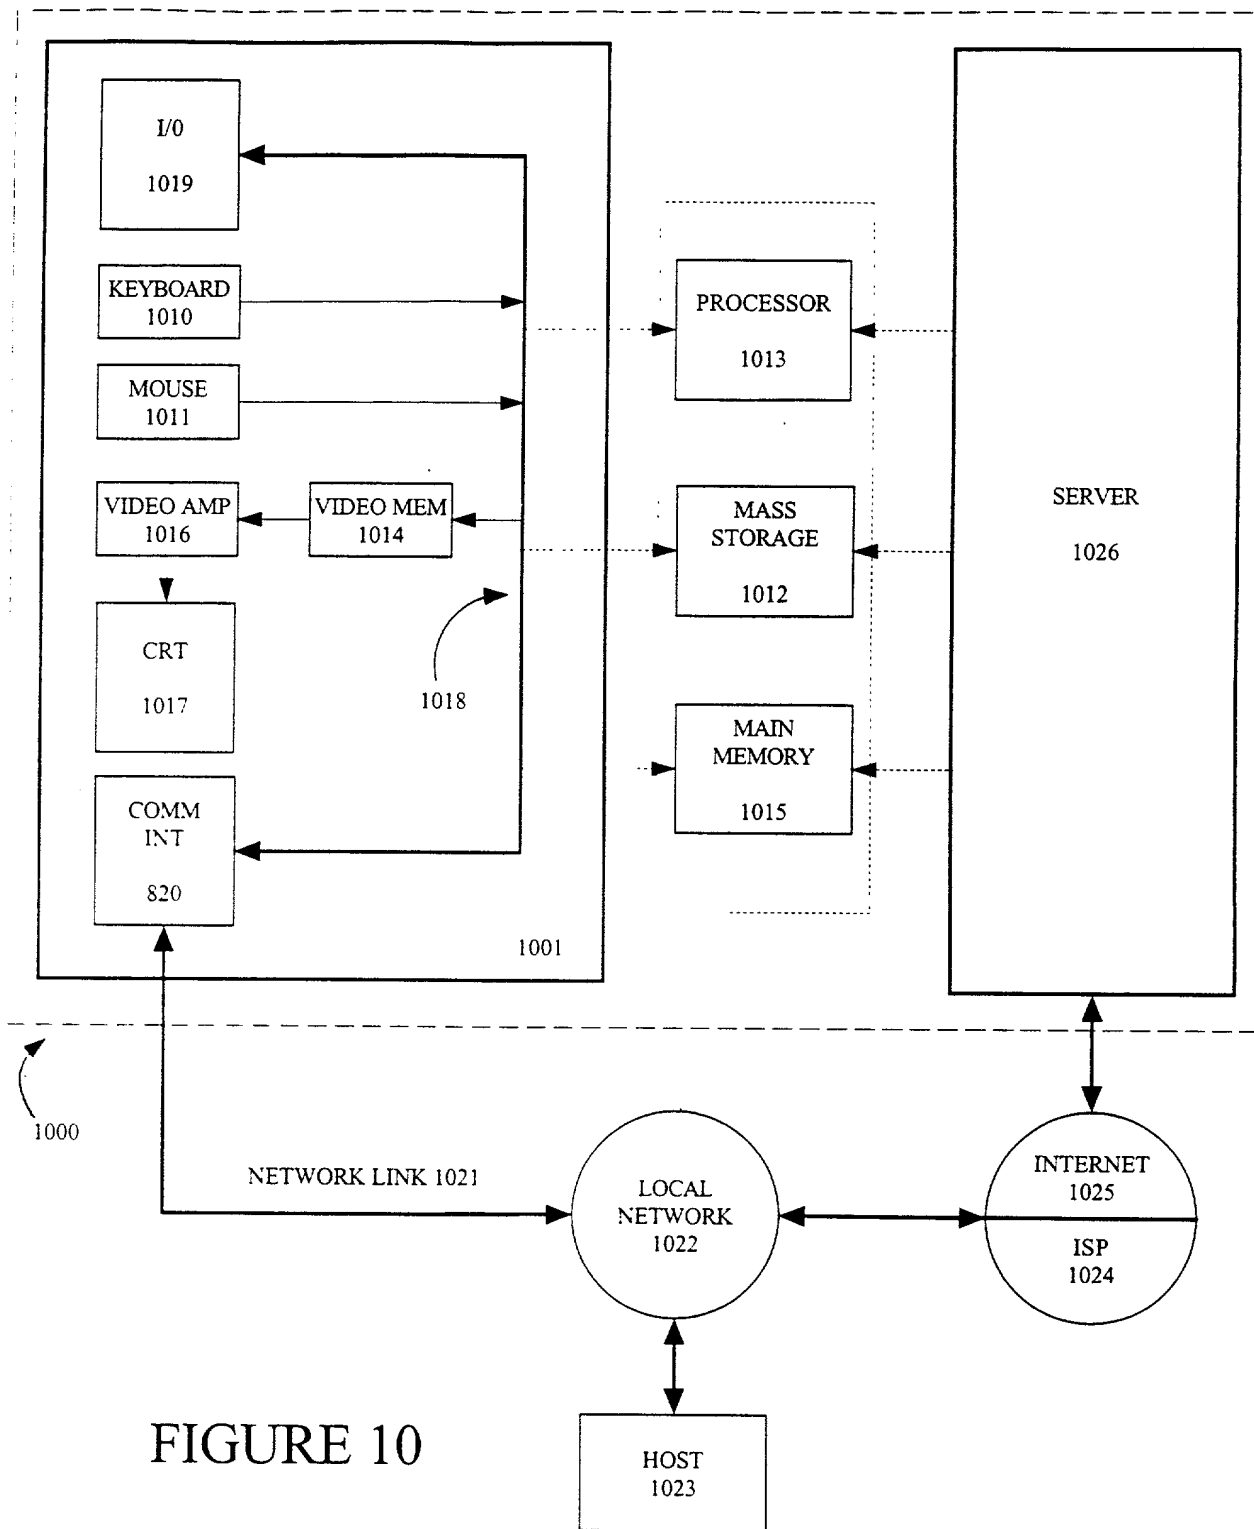 I/0
1019
KEYBOARD
1010
MOUSE
1011
VIDEO AMP
1016
VIDEO MEM
1014
CRT
1017
1018
COMM
INT
820
1001
PROCESSOR
1013
MASS
STORAGE
1012
MAIN
MEMORY
1015
SERVER
1026
1000
NETWORK LINK 1021
LOCAL
NETWORK
1022
INTERNET
1025
ISP
1024
HOST
1023
FIGURE 10